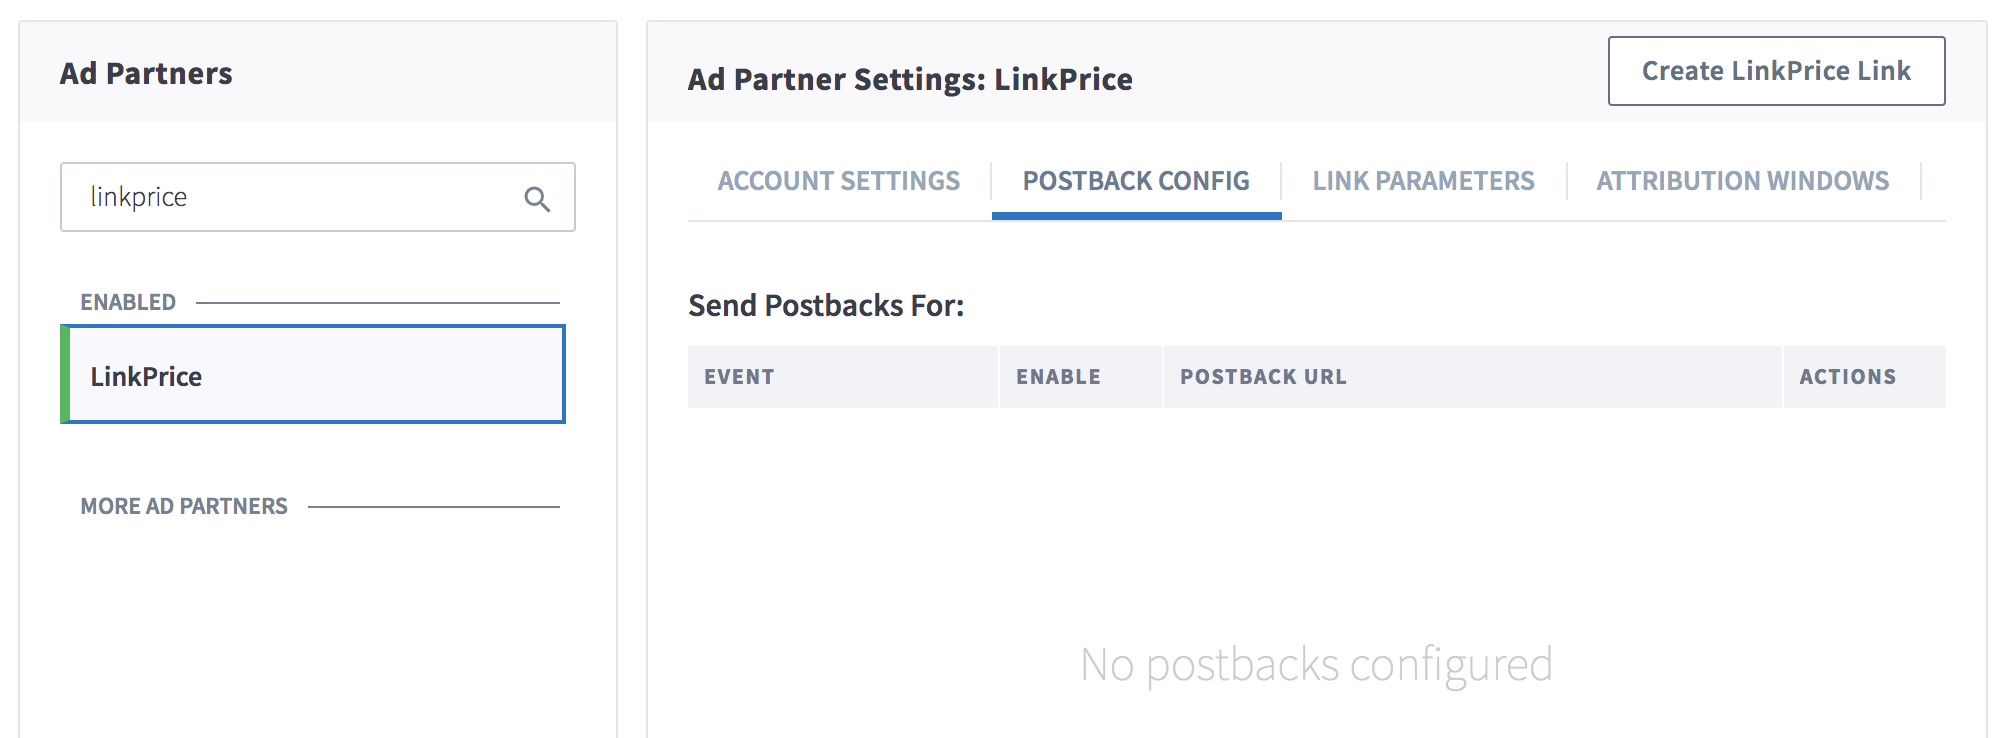 Ad Partners
linkprice
ENABLED
LinkPrice
MORE AD PARTNERS
Ad Partner Settings: LinkPrice
Create LinkPrice Link
ACCOUNT SETTINGS POSTBACK CONFIG LINK PARAMETERS ATTRIBUTION WINDOWS
Send Postbacks For:
EVENT ENABLE POSTBACK URL ACTIONS
No postbacks configured